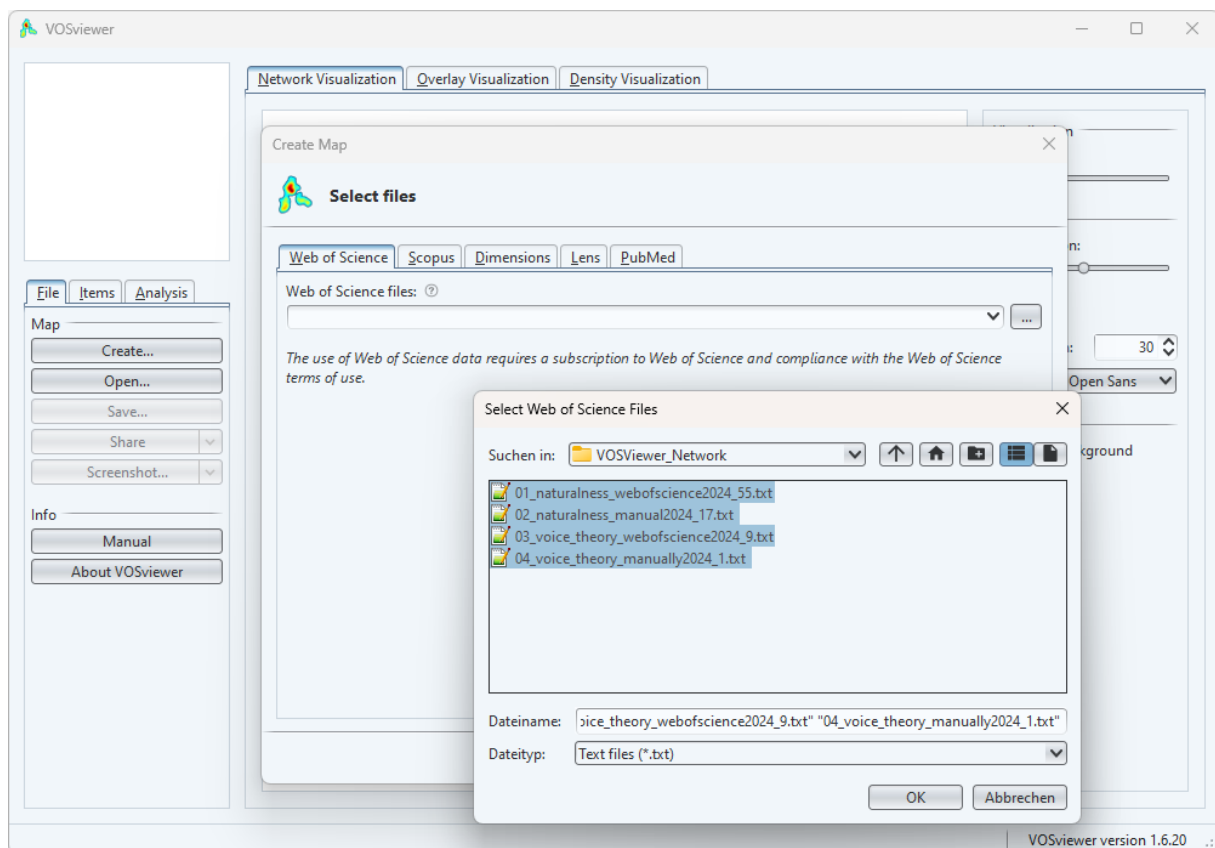 VOSviewer
Network Visualization Overlay Visualization Density Visualization
Create Map
Select files
Web of Science Scopus Dimensions Lens PubMed
Web of Science files:
...
The use of Web of Science data requires a subscription to Web of Science and compliance with the Web of Science
terms of use.
File Items Analysis
Map
Create...
Open...
Save...
Share
Screenshot...
Info
Manual
About VOSviewer
n:
30
Open Sans
Select Web of Science Files
Suchen in: VOSViewer_Network
01_naturalness_webofscience2024_55.txt
02_naturalness_manual2024_17.txt
03_voice_theory_webofscience2024_9.txt
04_voice_theory_manually2024_1.txt
Dateiname: oice_theory_webofscience2024_9.txt" "04_voice_theory_manually2024_1.txt"
Dateityp: Text files (*.txt)
OK Abbrechen
VOSviewer version 1.6.20